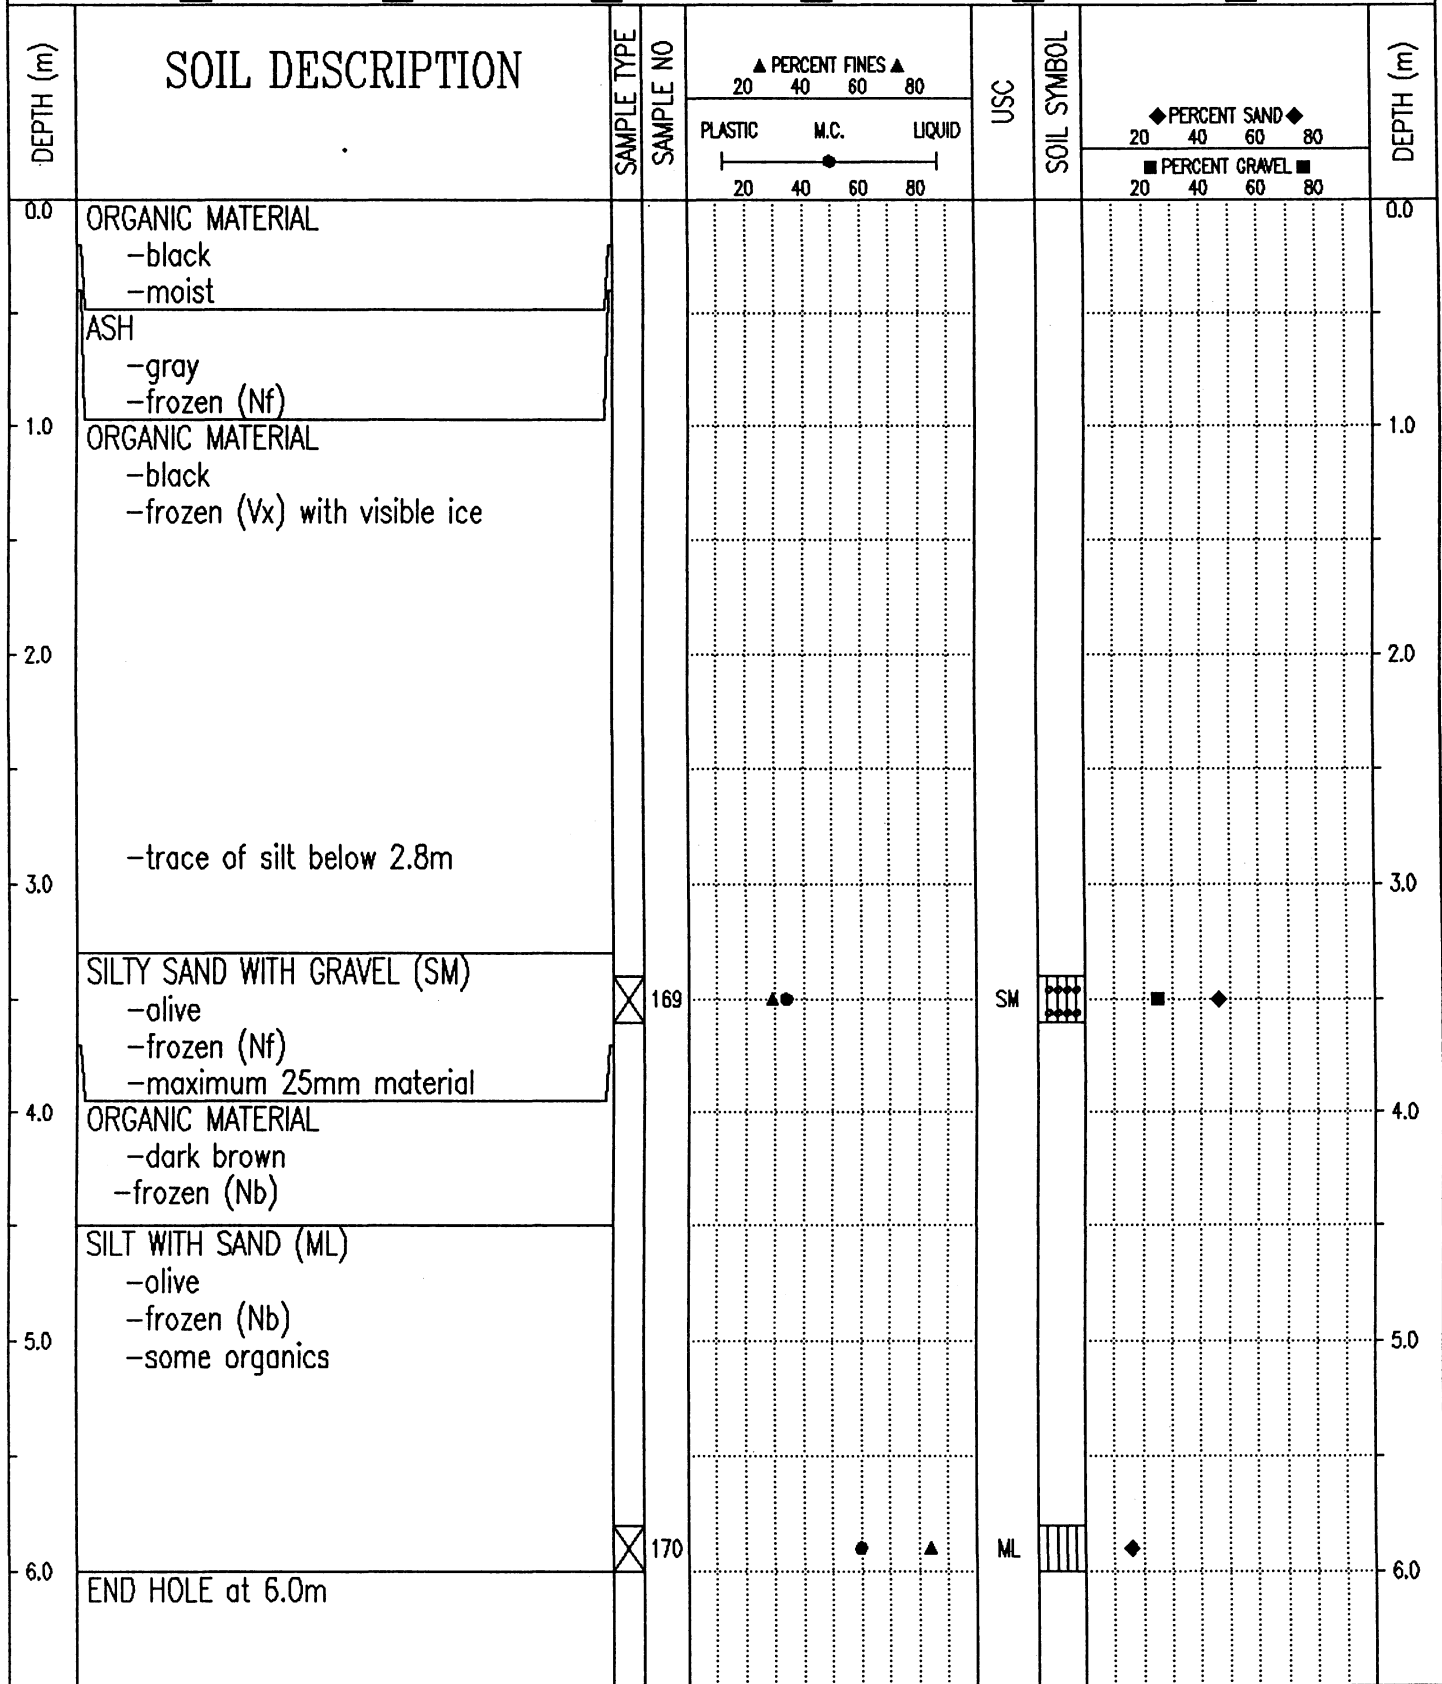 DEPTH (m)
SOIL DESCRIPTION
SAMPLE TYPE
SAMPLE NO
▲ PERCENT FINES ▲
20 40 60 80
PLASTIC M.C. LIQUID
20 40 60 80
USC
SOIL SYMBOL
◆ PERCENT SAND ◆
20 40 60 80
■ PERCENT GRAVEL ■
20 40 60 80
DEPTH (m)
0.0 ORGANIC MATERIAL 0.0
-black
-moist
ASH
-gray
-frozen (Nf)
1.0 ORGANIC MATERIAL 1.0
-black
-frozen (Vx) with visible ice
2.0 2.0
-trace of silt below 2.8m
3.0 3.0
SILTY SAND WITH GRAVEL (SM)
-olive 169 SM
-frozen (Nf)
-maximum 25mm material
4.0 ORGANIC MATERIAL 4.0
-dark brown
-frozen (Nb)
SILT WITH SAND (ML)
-olive
-frozen (Nb)
5.0 5.0
-some organics
170 ML
6.0 6.0
END HOLE at 6.0m